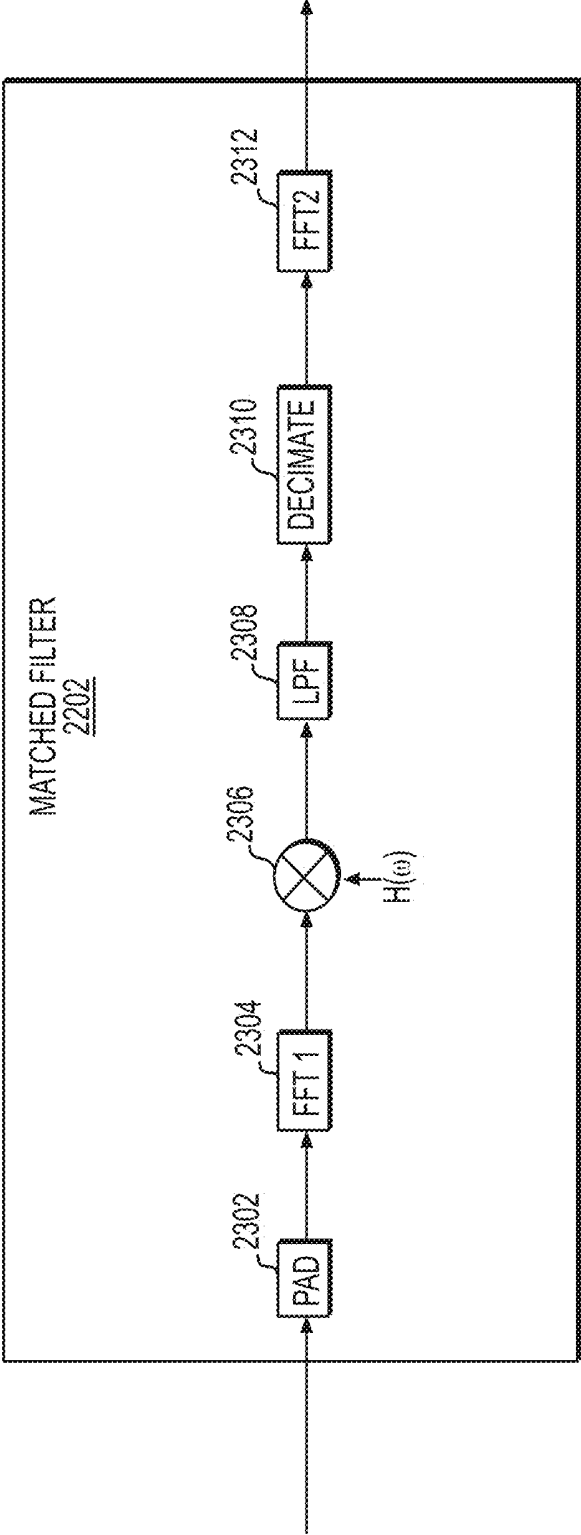 MATCHED FILTER
2202
2302
PAD
2304
FFT 1
2306
H(ω)
2308
LPF
2310
DECIMATE
2312
FFT2